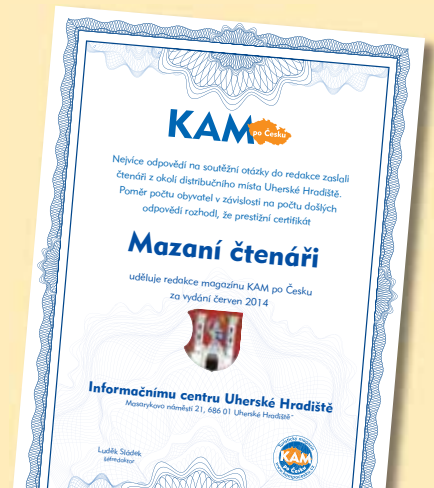 KAM po Česku
Nejvíce odpovědí na soutěžní otázky do redakce zaslali
čtenáři z okolí distribučního místa Uherské Hradiště.
Poměr počtu obyvatel v závislosti na počtu došlých
odpovědí rozhodl, že prestižní certifikát
Mazaní čtenáři
uděluje redakce magazínu KAM po Česku
za vydání červen 2014
Informačnímu centru Uherské Hradiště
Masarykovo náměstí 21, 686 01 Uherské Hradiště
Luděk Sládek
šéfredaktor
KAM
po Česku